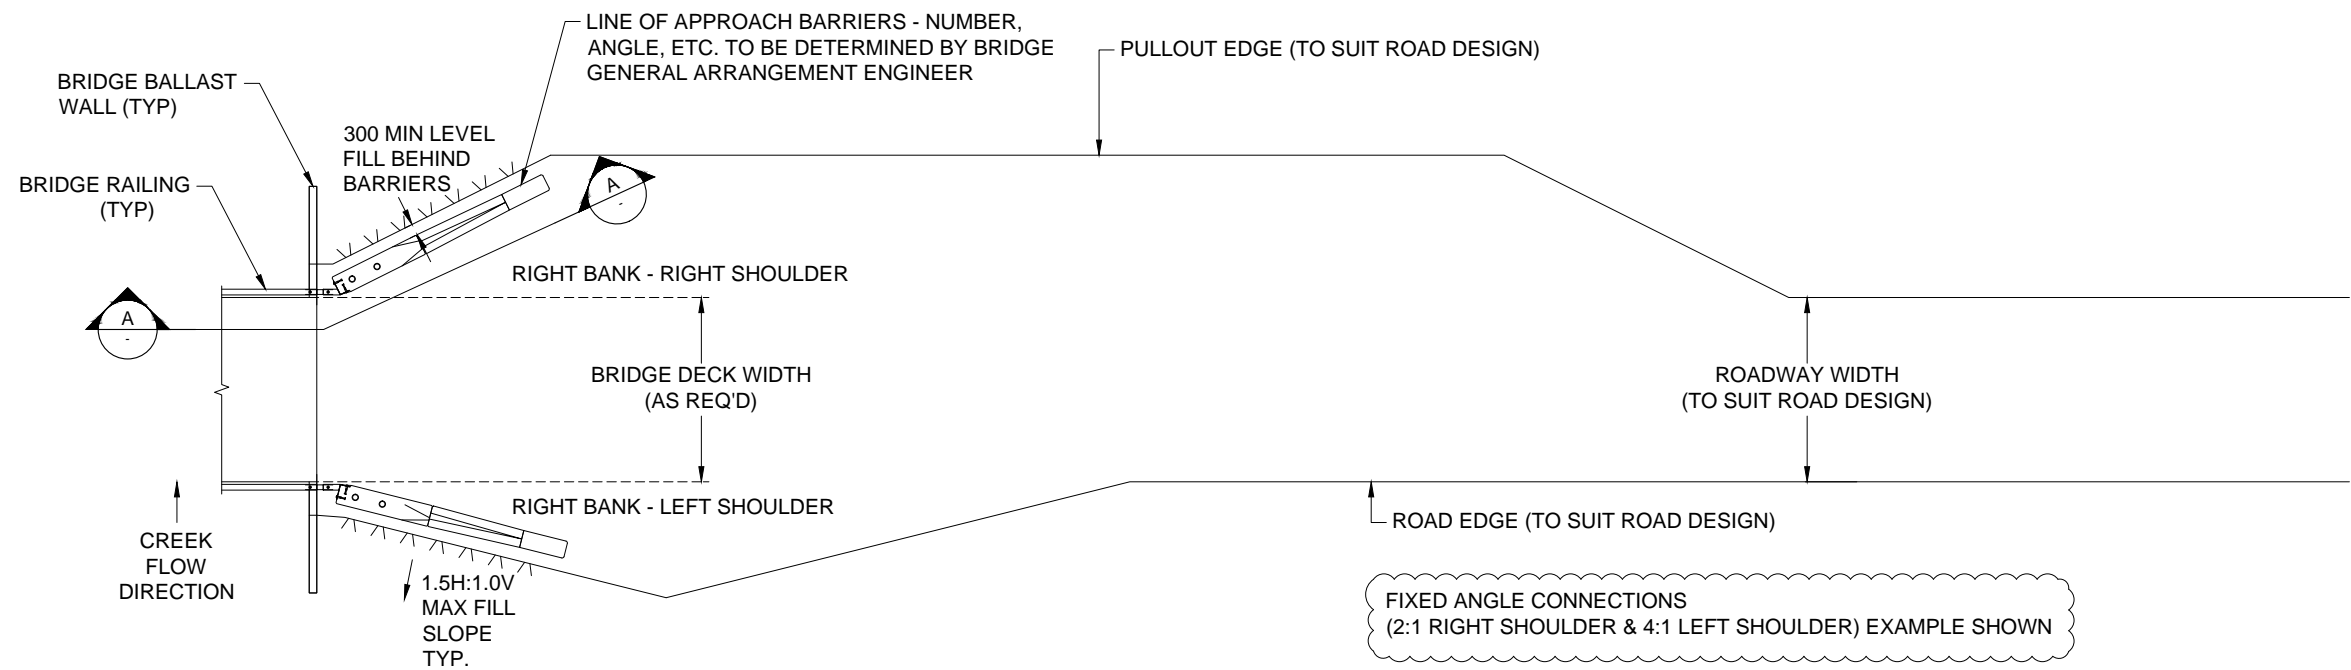 LINE OF APPROACH BARRIERS - NUMBER,
ANGLE, ETC. TO BE DETERMINED BY BRIDGE
GENERAL ARRANGEMENT ENGINEER
PULLOUT EDGE (TO SUIT ROAD DESIGN)
BRIDGE BALLAST
WALL (TYP)
300 MIN LEVEL
FILL BEHIND
BARRIERS
BRIDGE RAILING
(TYP)
A
-
RIGHT BANK - RIGHT SHOULDER
A
-
BRIDGE DECK WIDTH
(AS REQ'D)
ROADWAY WIDTH
(TO SUIT ROAD DESIGN)
RIGHT BANK - LEFT SHOULDER
ROAD EDGE (TO SUIT ROAD DESIGN)
CREEK
FLOW
DIRECTION
1.5H:1.0V
MAX FILL
SLOPE
TYP.
FIXED ANGLE CONNECTIONS
(2:1 RIGHT SHOULDER & 4:1 LEFT SHOULDER) EXAMPLE SHOWN